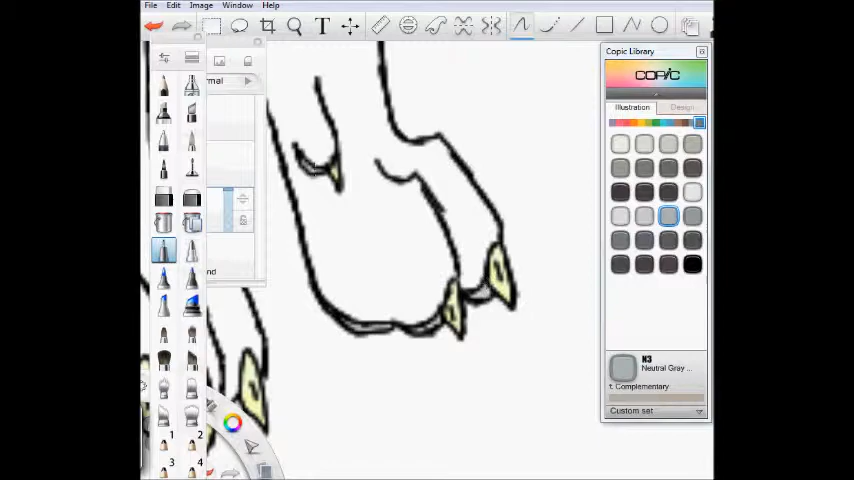 File Edit Image Window Help
T
Copic Library
COPIC
Illustration Design
rmal
nd
N3
Neutral Gray ...
t. Complementary
Custom set
1 2
3 4